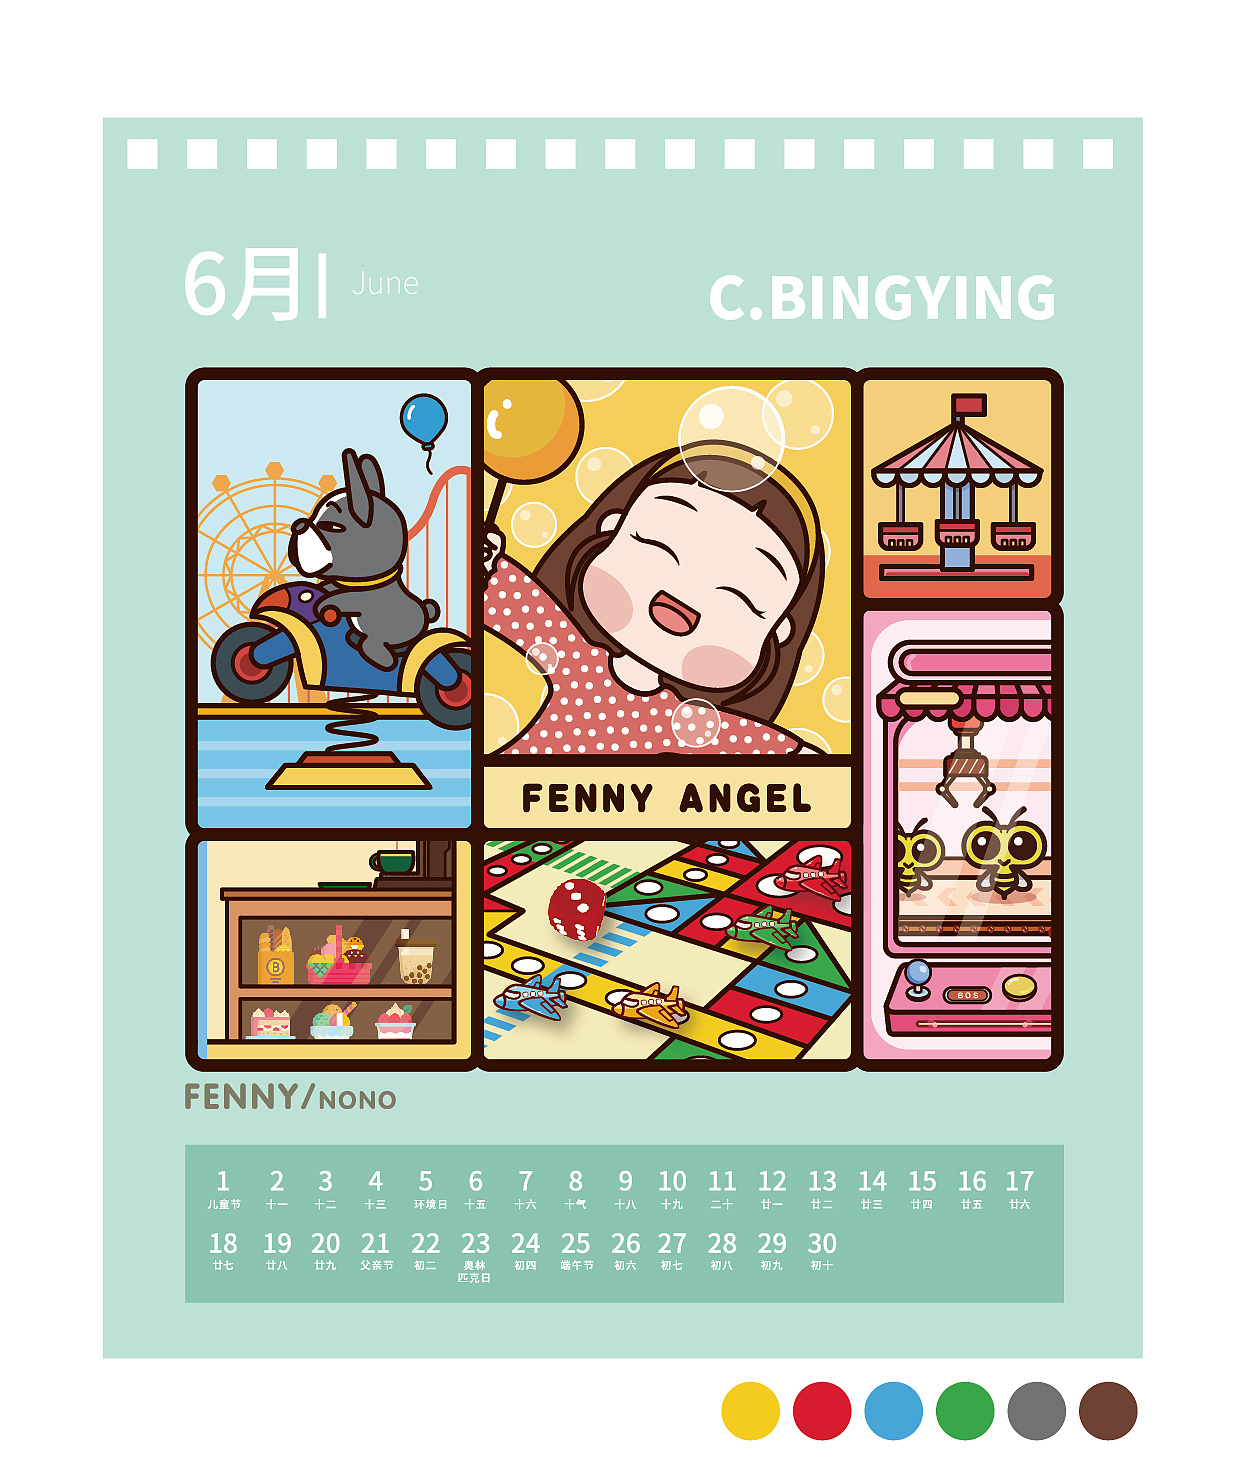 6月| June
C.BINGYING
FENNY ANGEL
B
60S
FENNY/NONO
1 2 3 4 5 6 7 8 9 10 11 12 13 14 15 16 17
儿童节 十一 十二 十三 环境日 十五 十六 十气 十八 十九 二十 廿一 廿二 廿三 廿四 廿五 廿六
18 19 20 21 22 23 24 25 26 27 28 29 30
廿七 廿八 廿九 父亲节 初二 奥林 初四 端午节 初六 初七 初八 初九 初十
匹克日